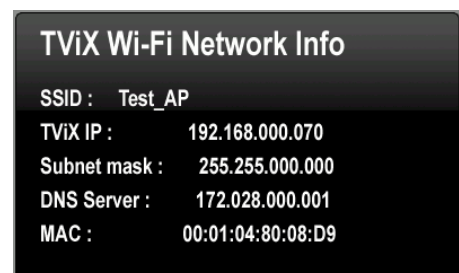 TViX Wi-Fi Network Info
SSID : Test_AP
TViX IP : 192.168.000.070
Subnet mask : 255.255.000.000
DNS Server : 172.028.000.001
MAC : 00:01:04:80:08:D9